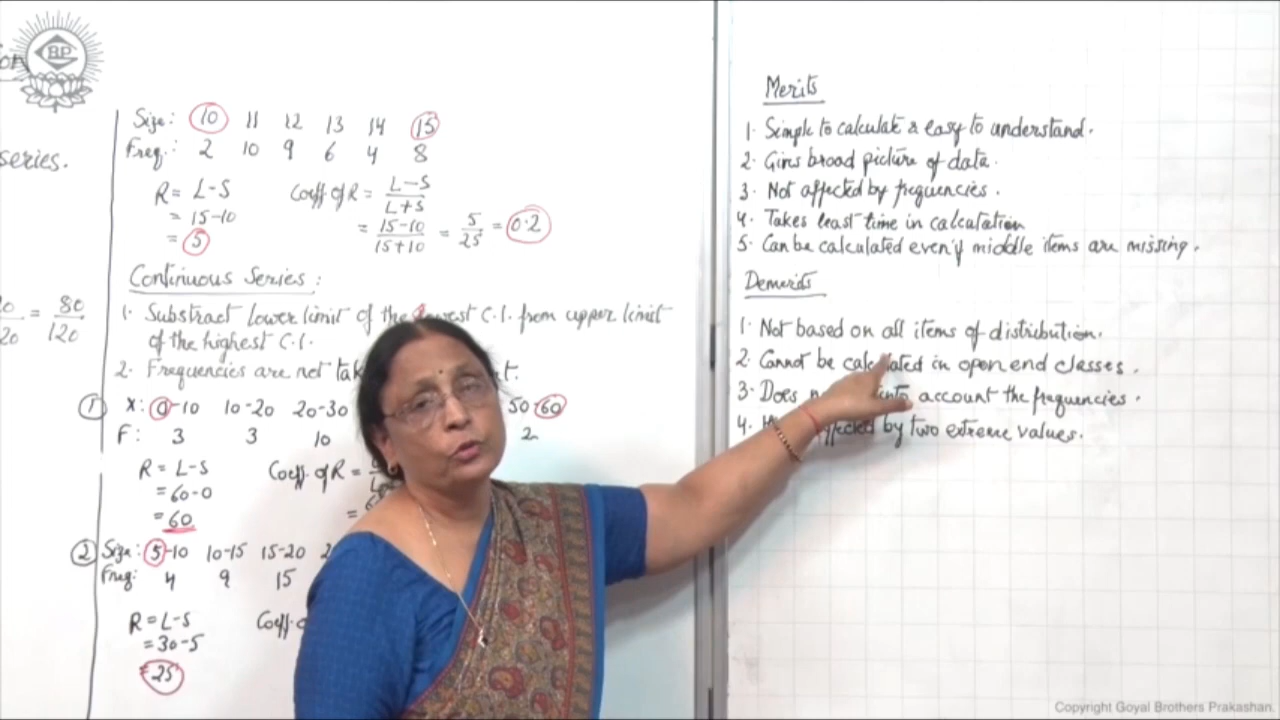 BP
series.
= 80
20 120
Size: 10 11 12 13 14 15
Freq.: 2 10 9 6 4 8
R = L-S
= 15-10
= 5
Coeff of R = L-S
L+S
= 15-10 = 5 = 0.2
15+10 25
Continuous Series:
1. Substract lower limit of the lowest C.I. from upper limit
of the highest C.I.
2. Frequencies are not
1 X: 0-10 10-20 20-30 50-60
F: 3 3 10 2
R = L-S
= 60-0
= 60
Coeff. of R =
=
2 Size: 5-10 10-15 15-20
Freq: 4 9 15
R = L-S
= 30-5
= 25
Coeff.
Merits
1. Simple to calculate & easy to understand.
2. Gives broad picture of data.
3. Not affected by frequencies.
4. Takes least time in calculation
5. Can be calculated even if middle items are missing.
Demerits
1. Not based on all items of distribution.
2. Cannot be calculated in open end classes.
3. Does into account the frequencies.
4. by two extreme values.
Copyright Goyal Brothers Prakashan.